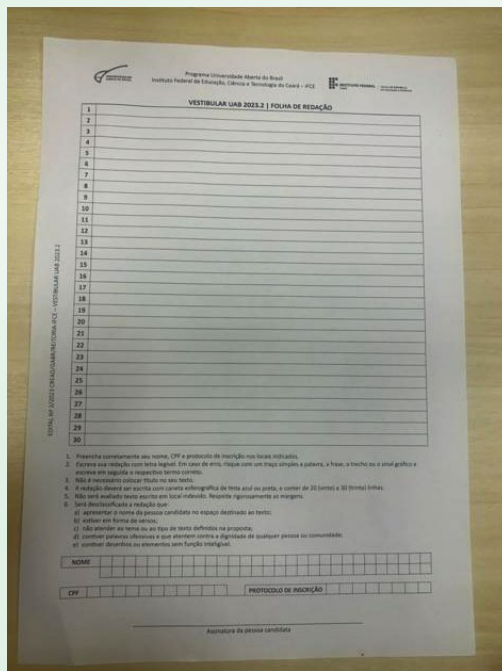 Programa Universidade Aberta do Brasil
Instituto Federal de Educação, Ciência e Tecnologia do Ceará – IFCE
INSTITUTO FEDERAL
Ceará
VESTIBULAR UAB 2023.2 | FOLHA DE REDAÇÃO
1
2
3
4
5
6
7
8
9
10
11
12
13
14
15
16
17
18
19
20
21
22
23
24
25
26
27
28
29
30
VESTIBULAR UAB 2023.2
1. Preencha corretamente seu nome, CPF e protocolo de inscrição nos locais indicados.
2. Escreva sua redação com letra legível. Em caso de erro, risque com um traço simples a palavra, a frase, o trecho ou o sinal gráfico e
escreva em seguida o respectivo termo correto.
3. Não é necessário colocar título no seu texto.
4. A redação deverá ser escrita com caneta esferográfica de tinta azul ou preta, e conter de 20 (vinte) a 30 (trinta) linhas.
5. Não será avaliado texto escrito em local indevido. Respeite rigorosamente as margens.
6. Será desclassificada a redação que:
a) apresentar o nome da pessoa candidata no espaço destinado ao texto;
b) estiver em forma de versos;
c) não atender ao tema ou ao tipo de texto definidos na proposta;
d) contiver palavras ofensivas e que atentem contra a dignidade de qualquer pessoa ou comunidade;
e) contiver desenhos ou elementos sem função inteligível.
NOME
CPF
PROTOCOLO DE INSCRIÇÃO
Assinatura da pessoa candidata